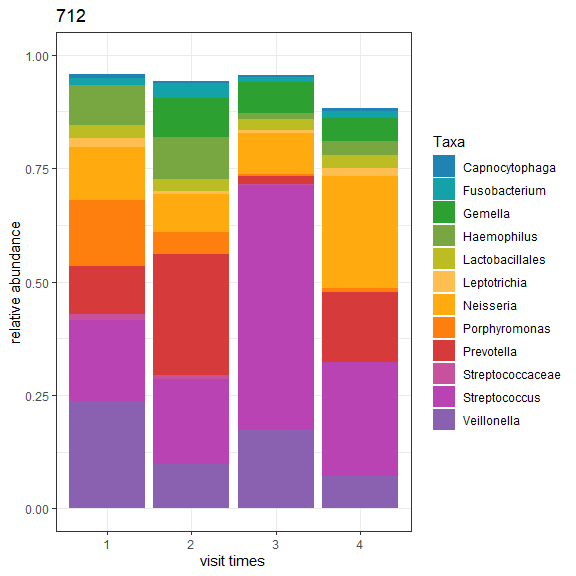 712
1.00
0.75
0.50
0.25
0.00
relative abundance
1 2 3 4
visit times
Taxa
Capnocytophaga
Fusobacterium
Gemella
Haemophilus
Lactobacillales
Leptotrichia
Neisseria
Porphyromonas
Prevotella
Streptococcaceae
Streptococcus
Veillonella